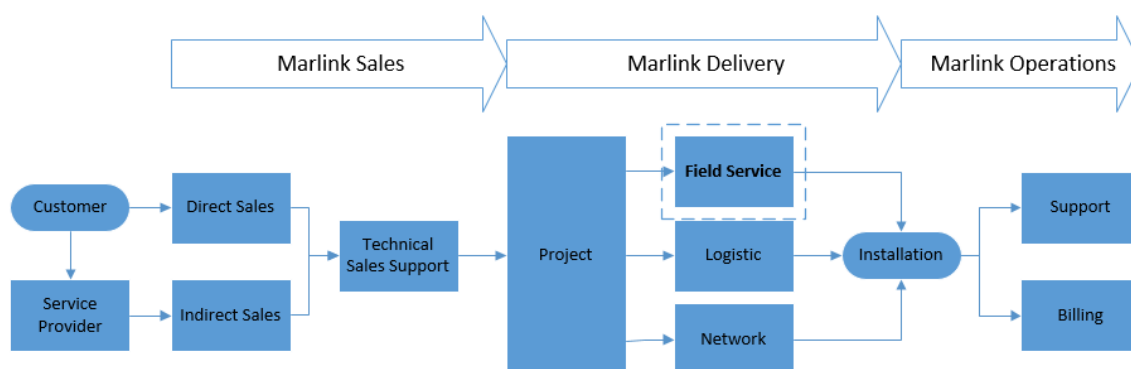 Marlink Sales
Marlink Delivery
Marlink Operations
Customer
Direct Sales
Service
Provider
Indirect Sales
Technical
Sales Support
Project
Field Service
Logistic
Network
Installation
Support
Billing